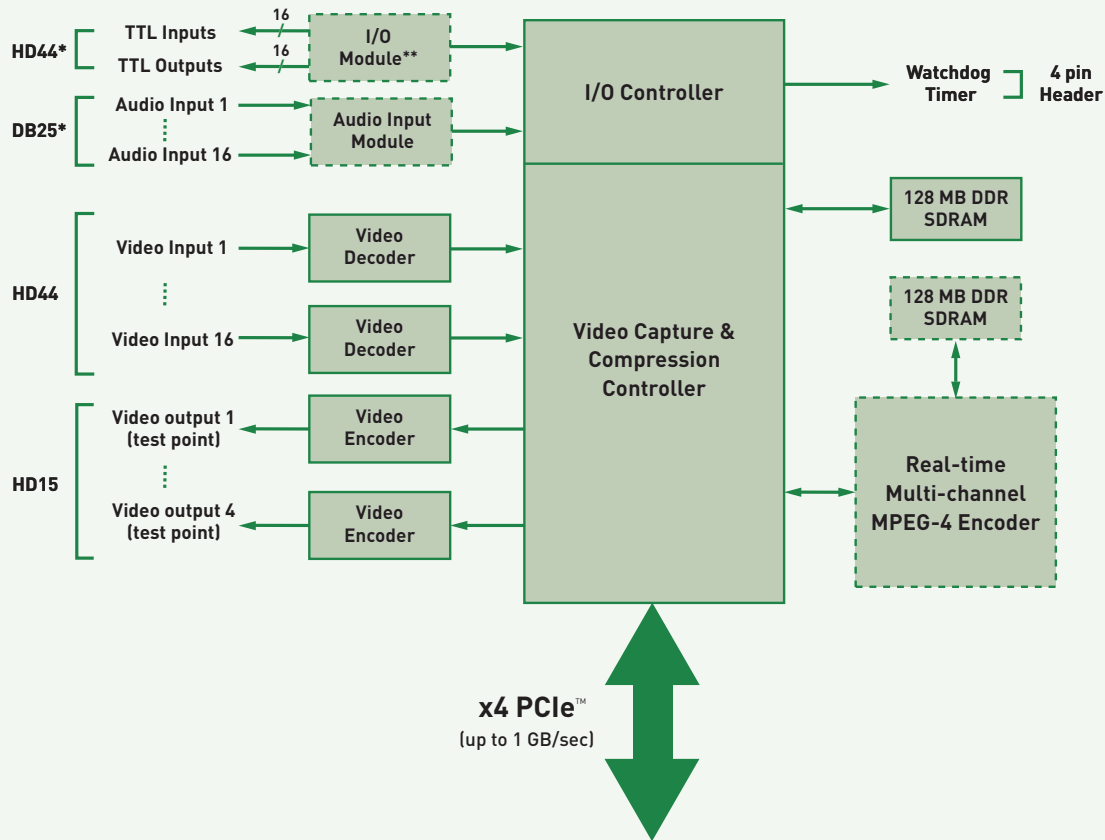 HD44*
TTL Inputs
16
TTL Outputs
16
I/O
Module**
DB25*
Audio Input 1
Audio Input 16
Audio Input
Module
I/O Controller
Watchdog
Timer
4 pin
Header
HD44
Video Input 1
Video
Decoder
Video Input 16
Video
Decoder
Video Capture &
Compression
Controller
128 MB DDR
SDRAM
128 MB DDR
SDRAM
HD15
Video output 1
(test point)
Video
Encoder
Video output 4
(test point)
Video
Encoder
Real-time
Multi-channel
MPEG-4 Encoder
x4 PCIe™
(up to 1 GB/sec)